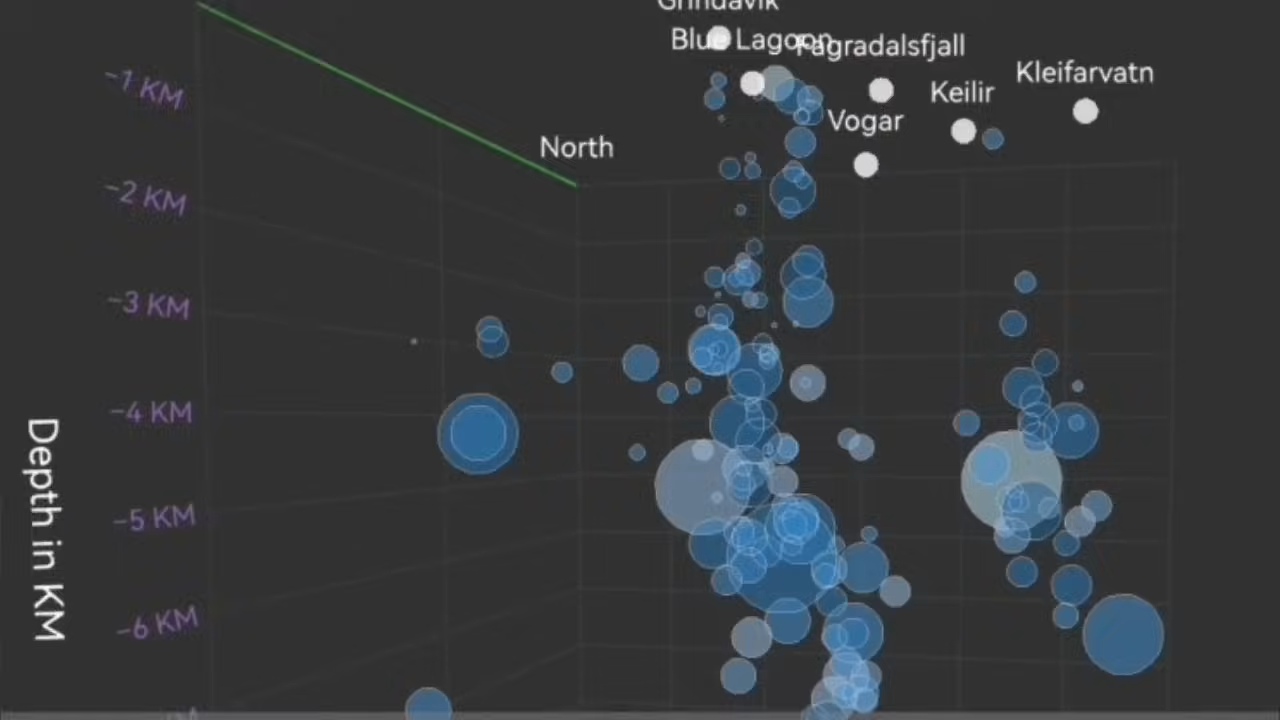 Grindavik
Blue Lagoon
Fagradalsfjall
Kleifarvatn
Keilir
Vogar
North
-1 KM
-2 KM
-3 KM
-4 KM
-5 KM
-6 KM
Depth in KM